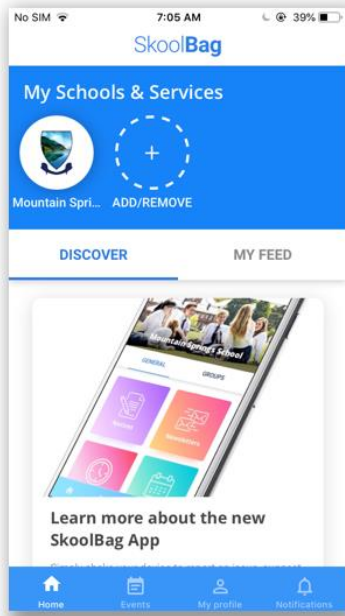 No SIM 7:05 AM 39%
SkoolBag
My Schools & Services
Mountain Spri... ADD/REMOVE
DISCOVER MY FEED
Mountain Springs School
GENERAL GROUPS
Notices Newsletters
Learn more about the new
SkoolBag App
Home Events My profile Notifications